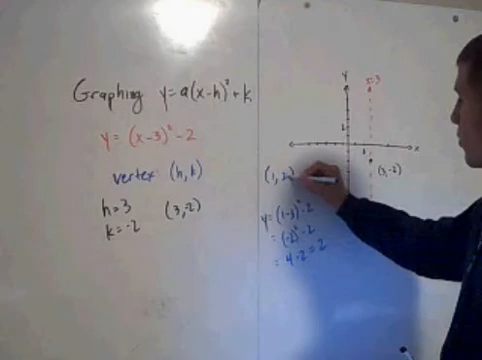 Graphing y=a(x-h)²+k
y = (x-3)² - 2
vertex (h, k)
h=3 (3,-2)
k=-2
y
x=3
x
(3,-2)
(1, 2)
y=(1-3)²-2
= (-2)² -2
= 4-2 = 2